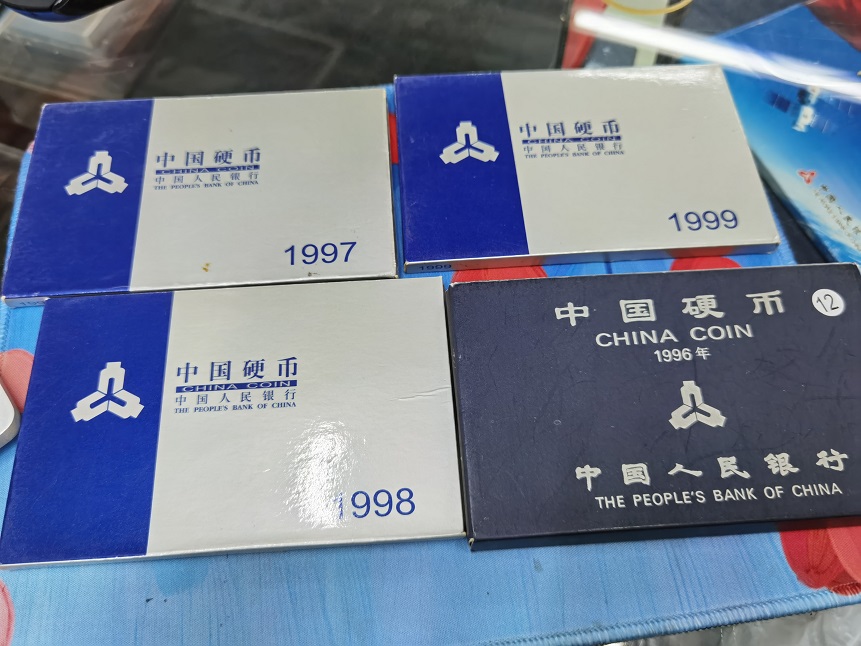 中国硬币
CHINA COIN
中国人民银行
THE PEOPLE'S BANK OF CHINA
1997
中国硬币
CHINA COIN
中国人民银行
THE PEOPLE'S BANK OF CHINA
1999
1999
中国硬币
CHINA COIN
中国人民银行
THE PEOPLE'S BANK OF CHINA
1998
中国硬币
12
CHINA COIN
1996年
中国人民银行
THE PEOPLE'S BANK OF CHINA